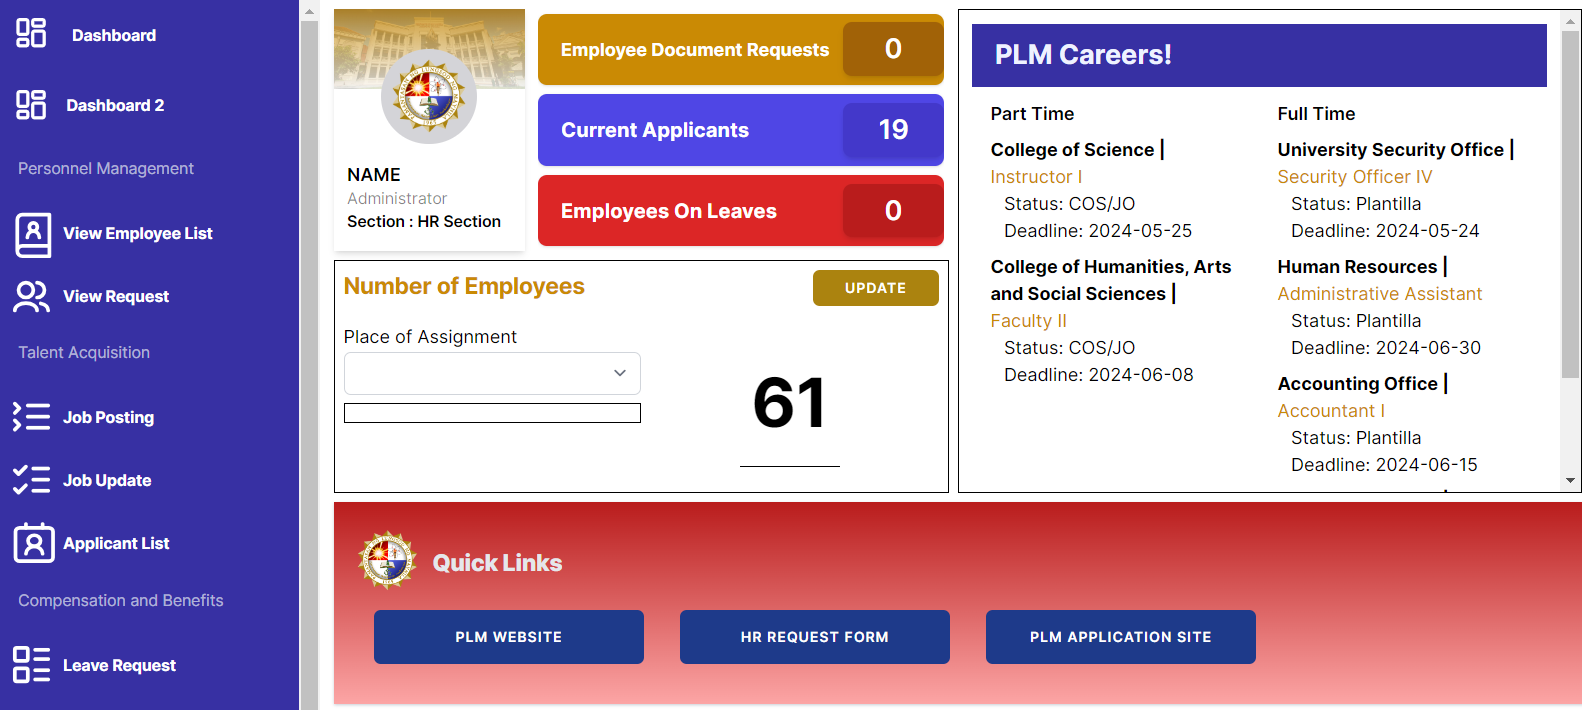 Dashboard
Dashboard 2
Personnel Management
View Employee List
View Request
Talent Acquisition
Job Posting
Job Update
Applicant List
Compensation and Benefits
Leave Request
NAME
Administrator
Section : HR Section
Employee Document Requests 0
Current Applicants 19
Employees On Leaves 0
Number of Employees
UPDATE
Place of Assignment
61
PLM Careers!
Part Time
College of Science |
Instructor I
Status: COS/JO
Deadline: 2024-05-25
College of Humanities, Arts
and Social Sciences |
Faculty II
Status: COS/JO
Deadline: 2024-06-08
Full Time
University Security Office |
Security Officer IV
Status: Plantilla
Deadline: 2024-05-24
Human Resources |
Administrative Assistant
Status: Plantilla
Deadline: 2024-06-30
Accounting Office |
Accountant I
Status: Plantilla
Deadline: 2024-06-15
Quick Links
PLM WEBSITE
HR REQUEST FORM
PLM APPLICATION SITE